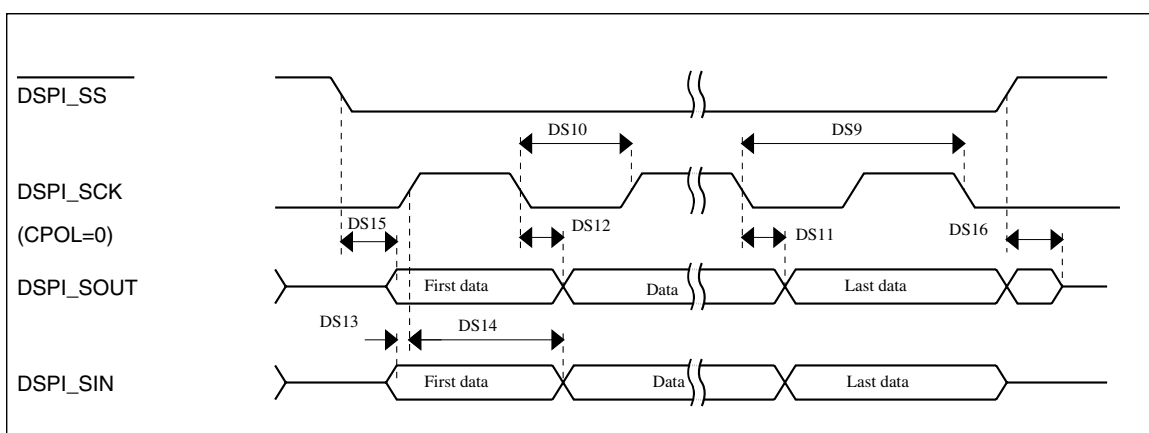 DSPI_SS
DS10
DS9
DSPI_SCK
(CPOL=0)
DS15
DS12
DS11
DS16
DSPI_SOUT
First data
Data
Last data
DS13
DS14
DSPI_SIN
First data
Data
Last data